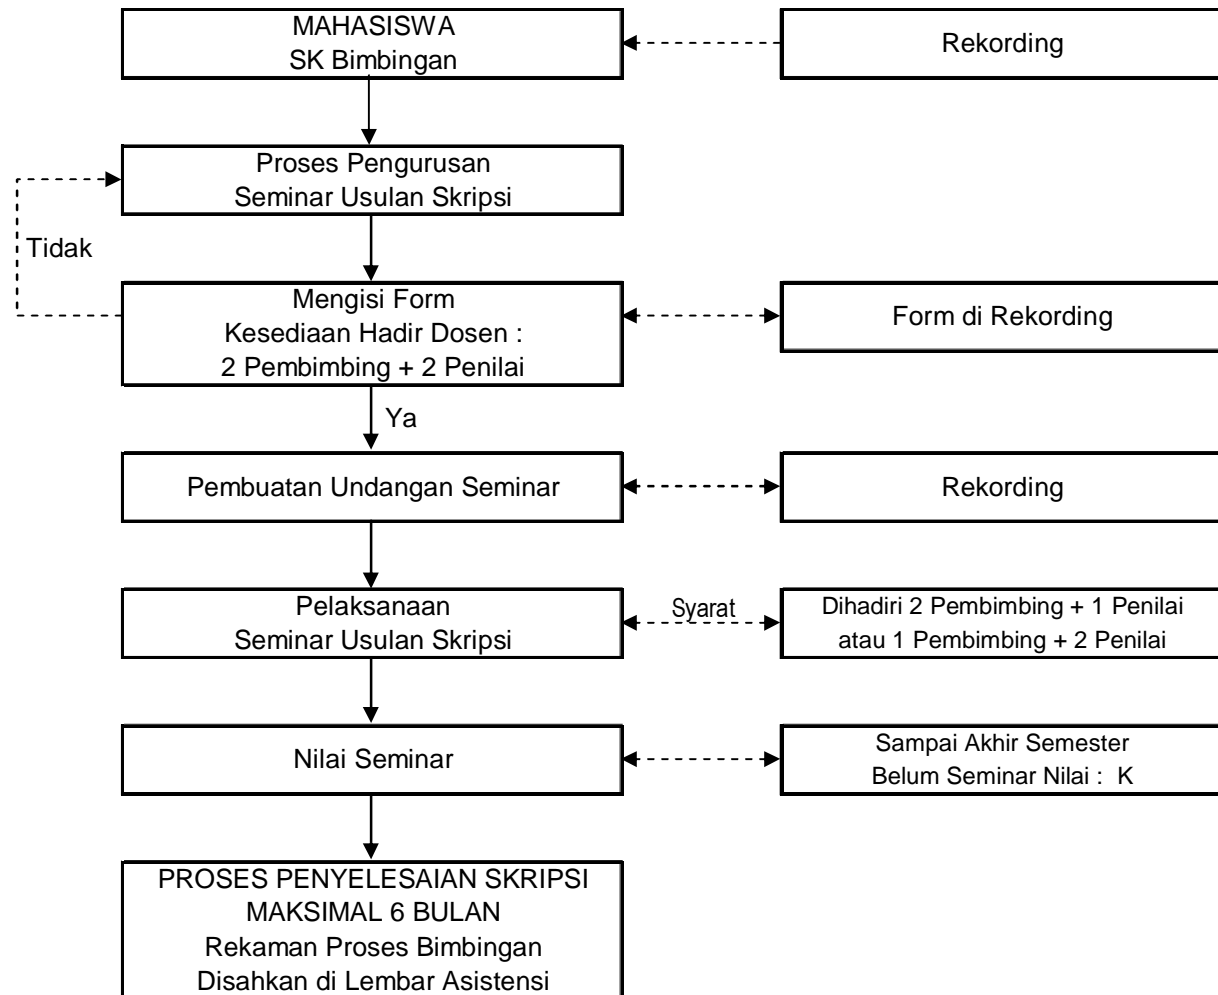 MAHASISWA
SK Bimbingan
Rekording
Proses Pengurusan
Seminar Usulan Skripsi
Tidak
Mengisi Form
Kesediaan Hadir Dosen :
2 Pembimbing + 2 Penilai
Form di Rekording
Ya
Pembuatan Undangan Seminar
Rekording
Pelaksanaan
Seminar Usulan Skripsi
Syarat
Dihadiri 2 Pembimbing + 1 Penilai
atau 1 Pembimbing + 2 Penilai
Nilai Seminar
Sampai Akhir Semester
Belum Seminar Nilai : K
PROSES PENYELESAIAN SKRIPSI
MAKSIMAL 6 BULAN
Rekaman Proses Bimbingan
Disahkan di Lembar Asistensi